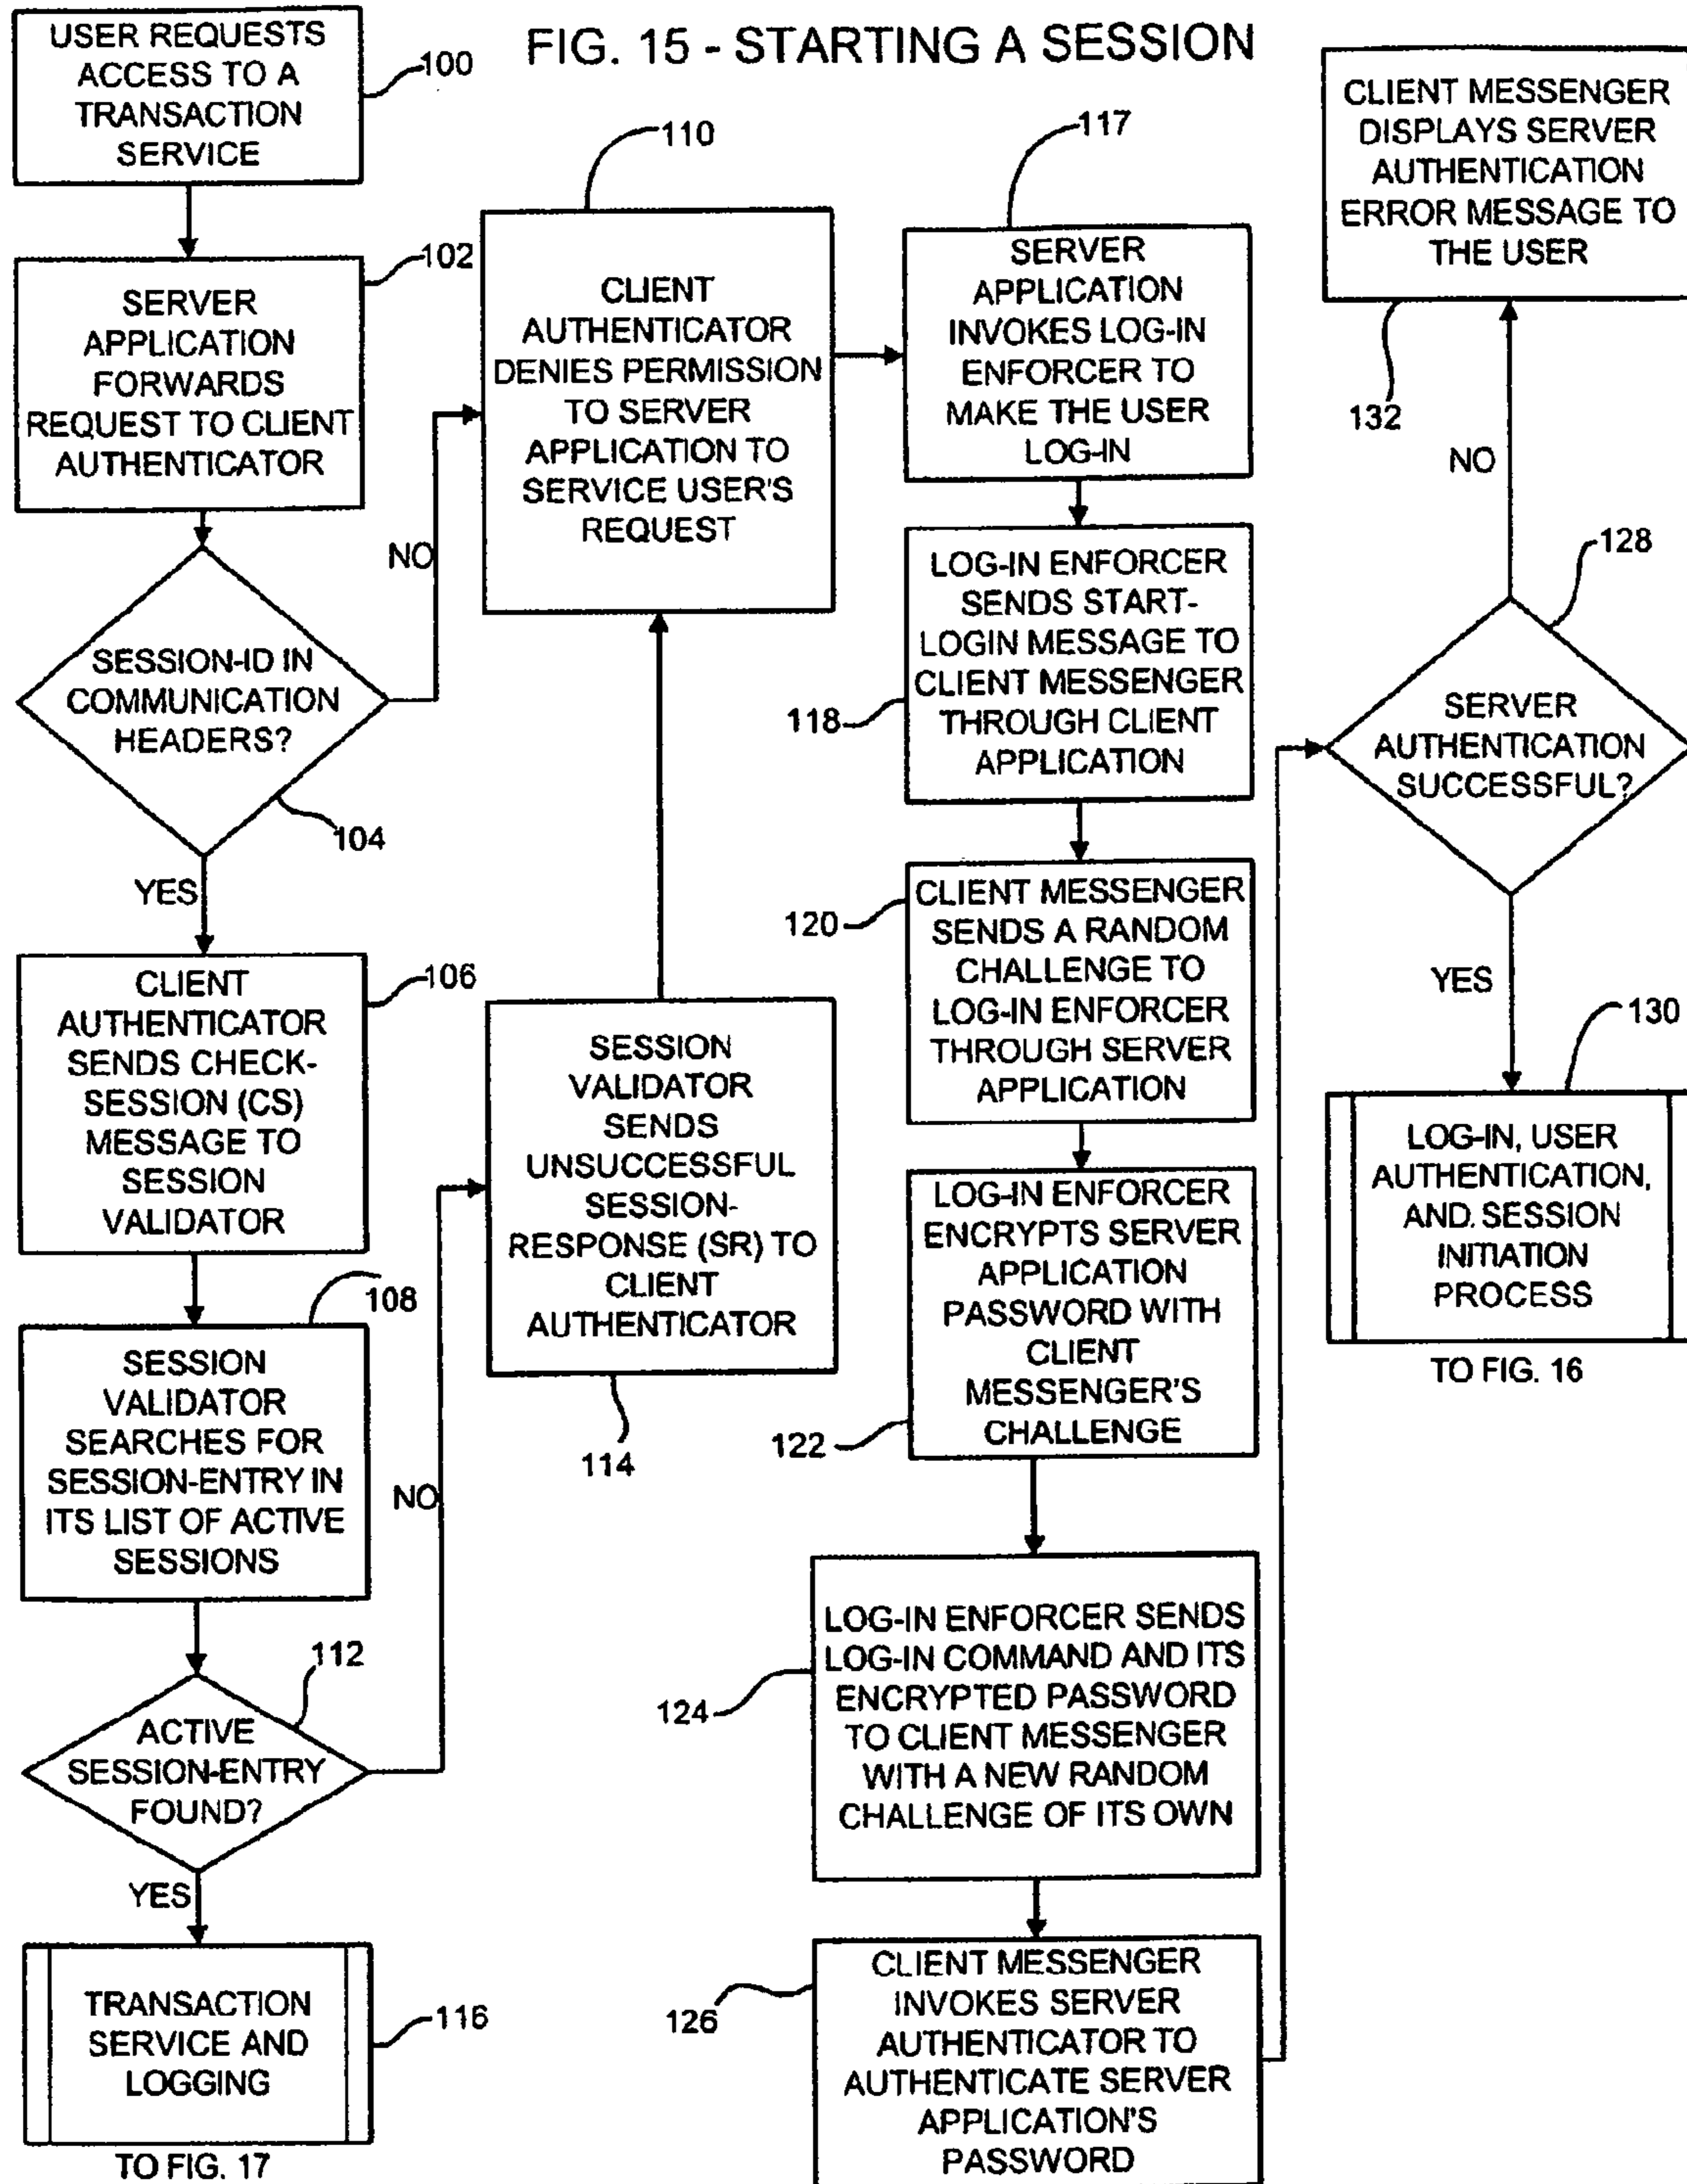 FIG. 15 - STARTING A SESSION
USER REQUESTS
ACCESS TO A
TRANSACTION
SERVICE
100
SERVER
APPLICATION
FORWARDS
REQUEST TO CLIENT
AUTHENTICATOR
102
SESSION-ID IN
COMMUNICATION
HEADERS?
104
NO
YES
CLIENT
AUTHENTICATOR
SENDS CHECK-
SESSION (CS)
MESSAGE TO
SESSION
VALIDATOR
106
SESSION
VALIDATOR
SEARCHES FOR
SESSION-ENTRY IN
ITS LIST OF ACTIVE
SESSIONS
108
ACTIVE
SESSION-ENTRY
FOUND?
112
NO
YES
TRANSACTION
SERVICE AND
LOGGING
116
TO FIG. 17
110
CLIENT
AUTHENTICATOR
DENIES PERMISSION
TO SERVER
APPLICATION TO
SERVICE USER'S
REQUEST
SESSION
VALIDATOR
SENDS
UNSUCCESSFUL
SESSION-
RESPONSE (SR) TO
CLIENT
AUTHENTICATOR
114
117
SERVER
APPLICATION
INVOKES LOG-IN
ENFORCER TO
MAKE THE USER
LOG-IN
LOG-IN ENFORCER
SENDS START-
LOGIN MESSAGE TO
CLIENT MESSENGER
THROUGH CLIENT
APPLICATION
118
CLIENT MESSENGER
SENDS A RANDOM
CHALLENGE TO
LOG-IN ENFORCER
THROUGH SERVER
APPLICATION
120
LOG-IN ENFORCER
ENCRYPTS SERVER
APPLICATION
PASSWORD WITH
CLIENT
MESSENGER'S
CHALLENGE
122
LOG-IN ENFORCER SENDS
LOG-IN COMMAND AND ITS
ENCRYPTED PASSWORD
TO CLIENT MESSENGER
WITH A NEW RANDOM
CHALLENGE OF ITS OWN
124
CLIENT MESSENGER
INVOKES SERVER
AUTHENTICATOR TO
AUTHENTICATE SERVER
APPLICATION'S
PASSWORD
126
CLIENT MESSENGER
DISPLAYS SERVER
AUTHENTICATION
ERROR MESSAGE TO
THE USER
132
NO
128
SERVER
AUTHENTICATION
SUCCESSFUL?
YES
130
LOG-IN, USER
AUTHENTICATION,
AND. SESSION
INITIATION
PROCESS
TO FIG. 16